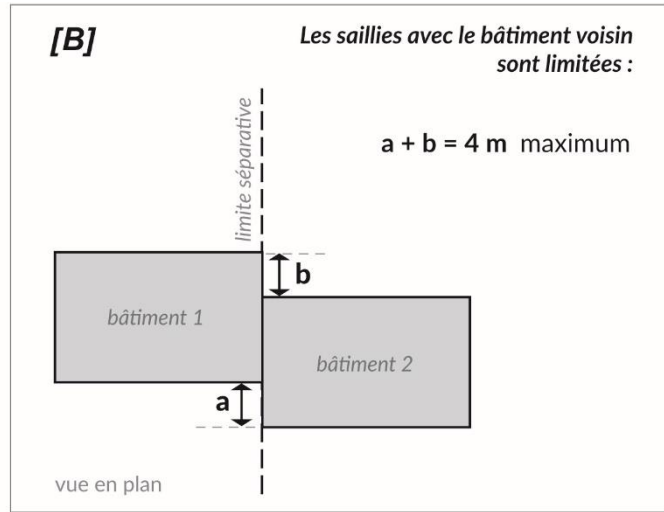 [B]
Les saillies avec le bâtiment voisin
sont limitées :
a + b = 4 m maximum
limite séparative
b
bâtiment 1
bâtiment 2
a
vue en plan